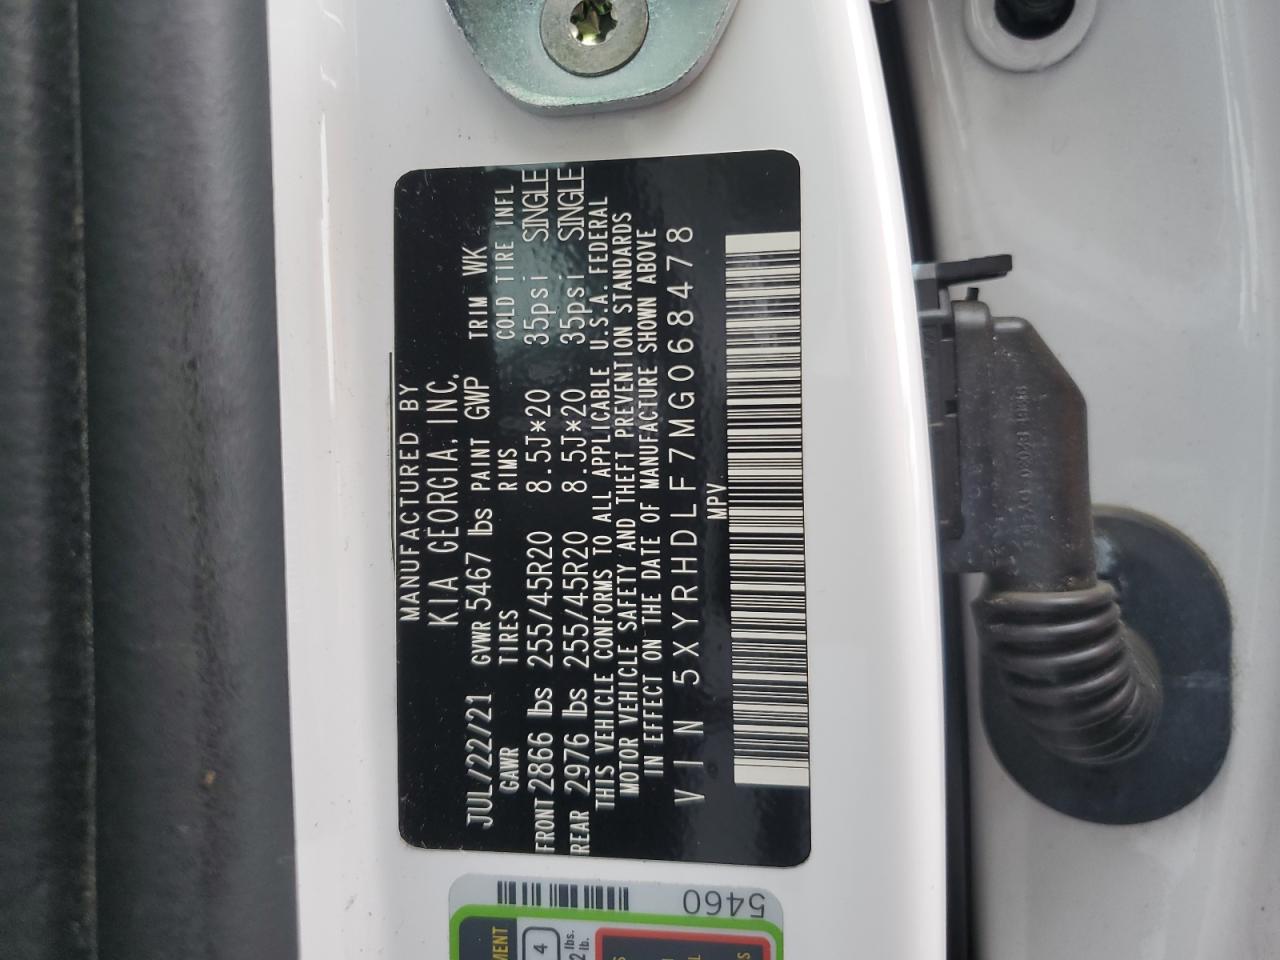 MANUFACTURED BY
KIA GEORGIA, INC.
JUL/22/21 GVWR 5467 lbs PAINT GWP TRIM WK
GAWR TIRES RIMS COLD TIRE INFL
FRONT 2866 lbs 255/45R20 8.5J*20 35psi SINGLE
REAR 2976 lbs 255/45R20 8.5J*20 35psi SINGLE
THIS VEHICLE CONFORMS TO ALL APPLICABLE U.S.A. FEDERAL
MOTOR VEHICLE SAFETY AND THEFT PREVENTION STANDARDS
IN EFFECT ON THE DATE OF MANUFACTURE SHOWN ABOVE
VIN 5XYRHDLF7MG068478
MPV
5460
4
lbs.
lb.